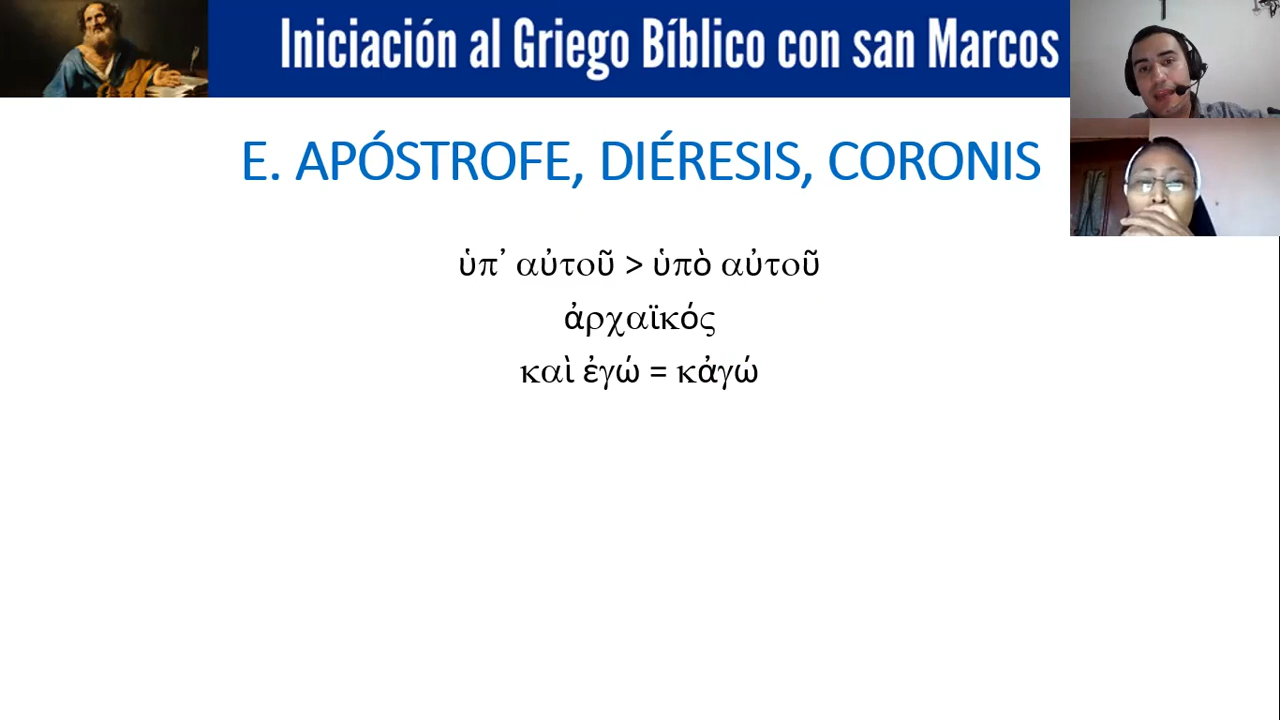 Iniciación al Griego Bíblico con san Marcos
E. APÓSTROFE, DIÉRESIS, CORONIS
ὑπ᾽ αὐτοῦ > ὑπὸ αὐτοῦ
ἀρχαϊκός
καὶ ἐγώ = κἀγώ